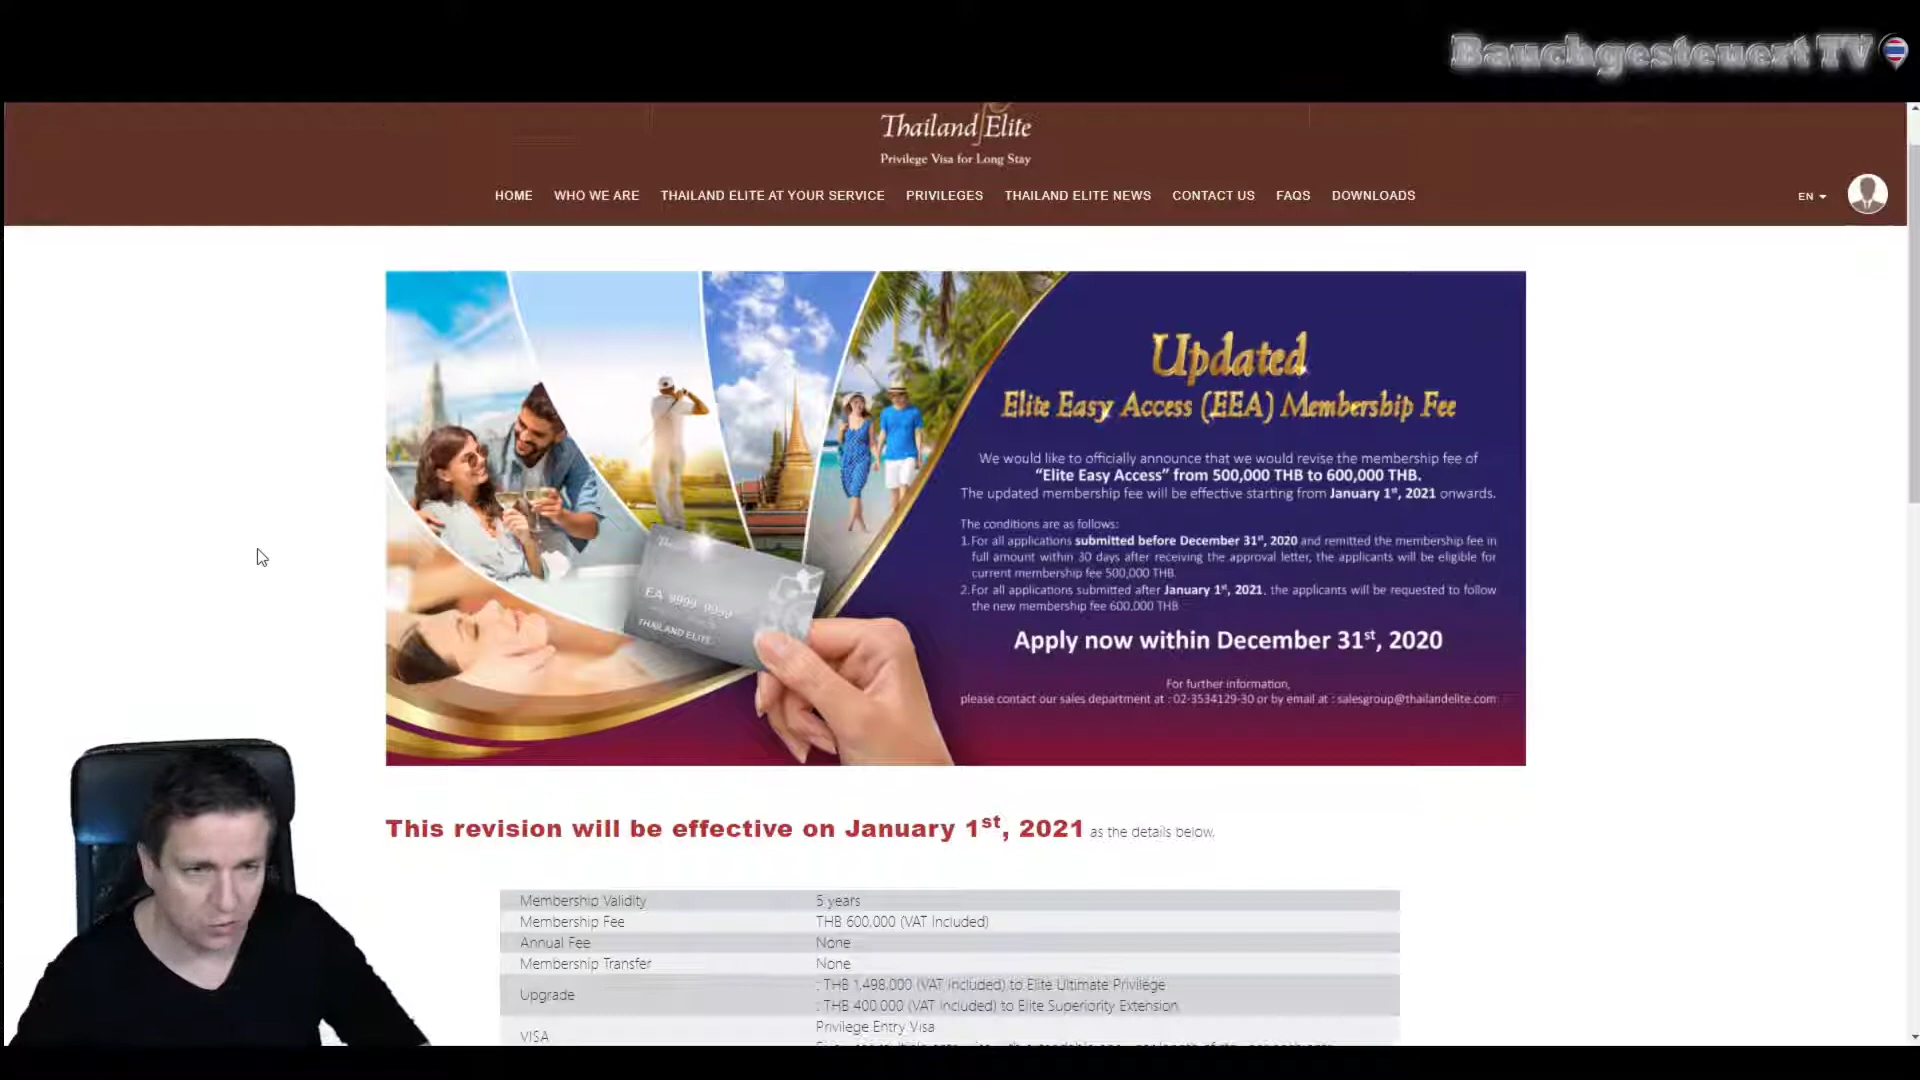 Bauchgesteuert TV
Thailand Elite
Privilege Visa for Long Stay
HOME WHO WE ARE THAILAND ELITE AT YOUR SERVICE PRIVILEGES THAILAND ELITE NEWS CONTACT US FAQS DOWNLOADS EN
Updated
Elite Easy Access (EEA) Membership Fee
We would like to officially announce that we would revise the membership fee of
“Elite Easy Access” from 500,000 THB to 600,000 THB.
The updated membership fee will be effective starting from January 1st, 2021 onwards.
The conditions are as follows:
1.For all applications submitted before December 31st, 2020 and remitted the membership fee in
full amount within 30 days after receiving the approval letter, the applicants will be eligible for
current membership fee 500,000 THB.
2.For all applications submitted after January 1st, 2021, the applicants will be requested to follow
the new membership fee 600,000 THB
Apply now within December 31st, 2020
For further information,
please contact our sales department at : 02-3534129-30 or by email at : salesgroup@thailandelite.com
EA 9999 9999
THAILAND ELITE
This revision will be effective on January 1st, 2021 as the details below.
Membership Validity 5 years
Membership Fee THB 600,000 (VAT Included)
Annual Fee None
Membership Transfer None
Upgrade : THB 1,498,000 (VAT Included) to Elite Ultimate Privilege
: THB 400,000 (VAT Included) to Elite Superiority Extension
VISA Privilege Entry Visa